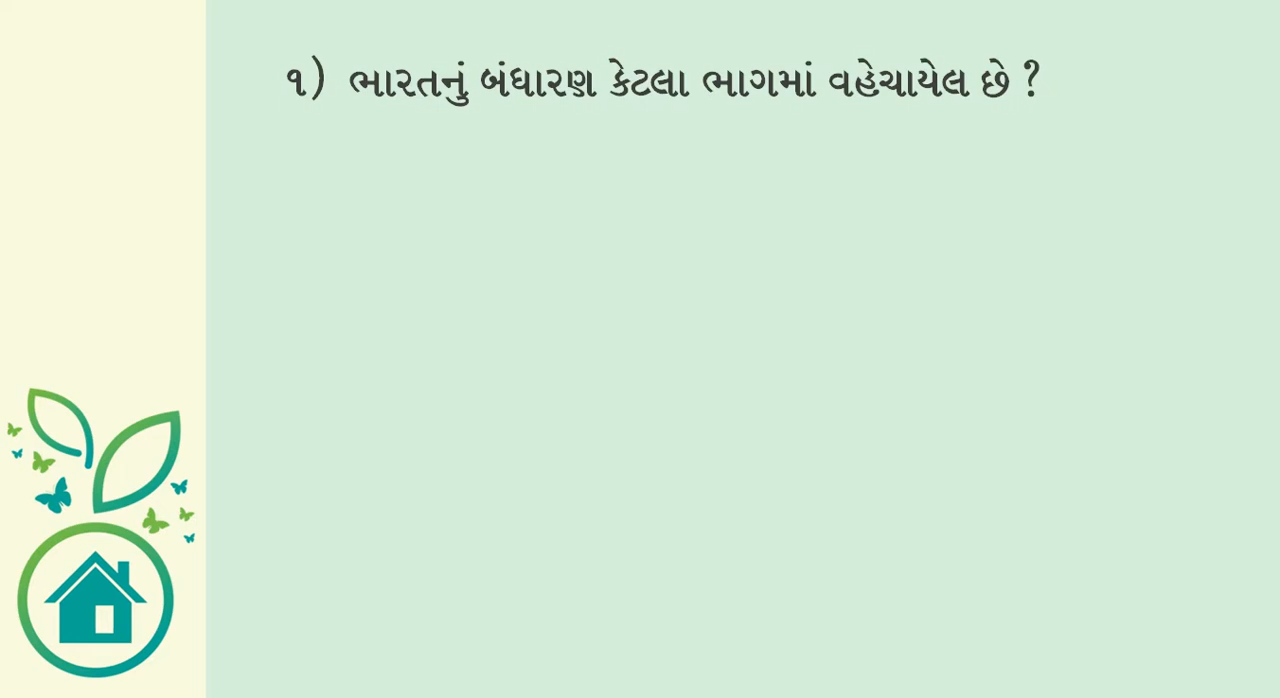 ૧) ભારતનું બંધારણ કેટલા ભાગમાં વહેચાયેલ છે ?